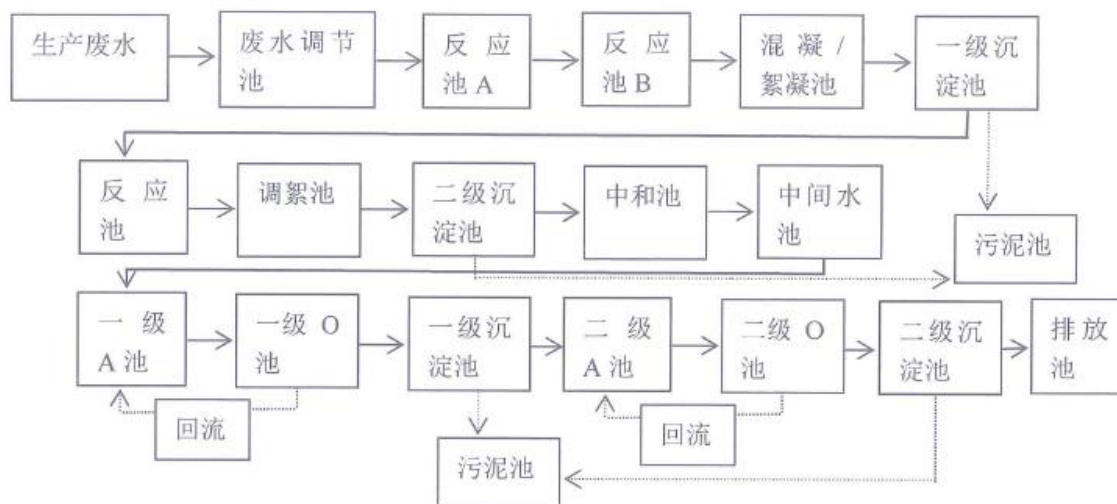 生产废水
废水调节
池
反应
池A
反应
池B
混凝/
絮凝池
一级沉
淀池
反应
池
调絮池
二级沉
淀池
中和池
中间水
池
污泥池
一级
A池
一级O
池
一级沉
淀池
二级
A池
二级O
池
二级沉
淀池
排放
池
回流
回流
污泥池